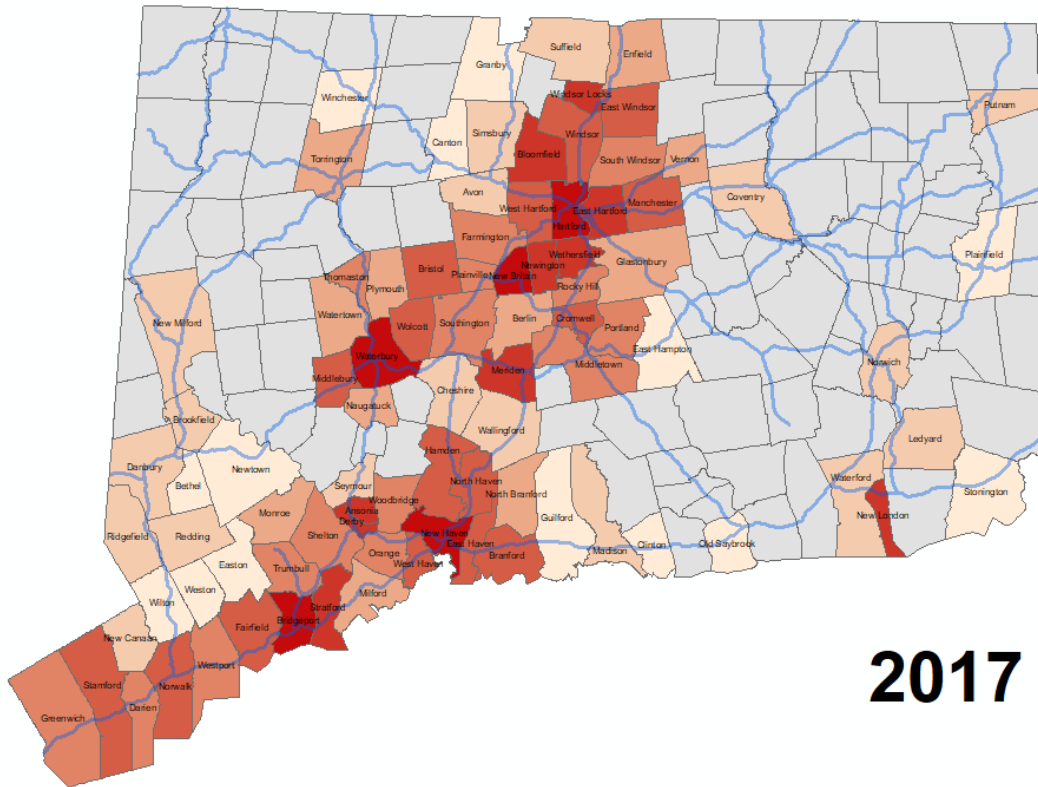 Suffield
Enfield
Granby
Windsor Locks
East Windsor
Putnam
Winchester
Canton
Simsbury
Windsor
Bloomfield
South Windsor
Vernon
Torrington
Avon
West Hartford
East Hartford
Manchester
Coventry
Hartford
Farmington
Wethersfield
Newington
Glastonbury
Plainfield
Bristol
Plainville
New Britain
Thomaston
Plymouth
Rocky Hill
Watertown
Wolcott
Southington
Berlin
Cromwell
Portland
New Milford
East Hampton
Waterbury
Middlebury
Meriden
Middletown
Norwich
Cheshire
Naugatuck
Brookfield
Wallingford
Ledyard
Hamden
Danbury
Newtown
Bethel
Seymour
Woodbridge
North Haven
North Branford
Waterford
Stonington
Monroe
Ansonia
Derby
Guilford
New London
Ridgefield
Redding
Shelton
New Haven
East Haven
Orange
Branford
Madison
Clinton
Old Saybrook
Easton
Trumbull
West Haven
Weston
Milford
Wilton
Stratford
Bridgeport
Fairfield
New Canaan
Westport
Stamford
Norwalk
Darien
Greenwich
2017